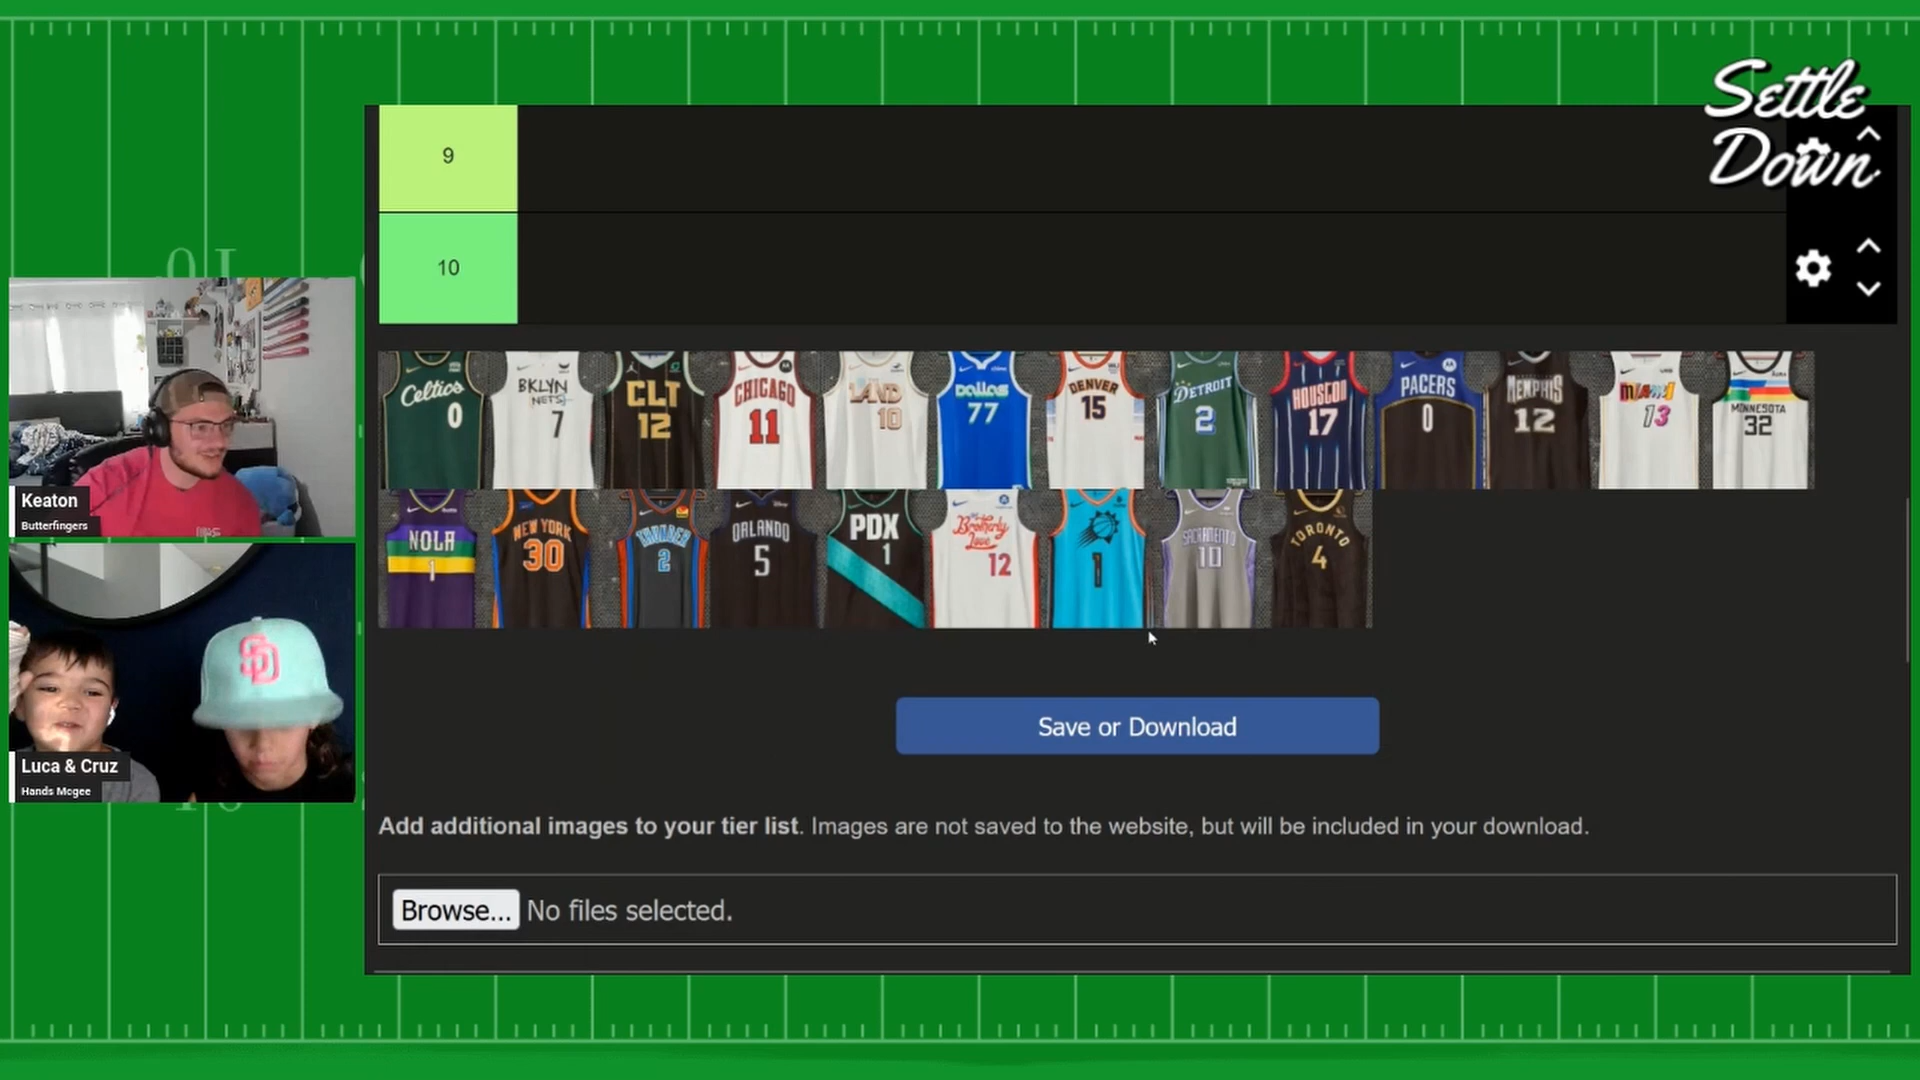 Settle
Down
9
10
Celtics
0
BKLYN
NETS
7
CLT
12
CHICAGO
11
LAND
10
Dallas
77
DENVER
15
DETROIT
2
HOUSTON
17
PACERS
0
MEMPHIS
12
MIAMI
13
MINNESOTA
32
NOLA
1
NEW YORK
30
THUNDER
2
ORLANDO
5
PDX
1
Brotherly
Love
12
1
SACRAMENTO
10
TORONTO
4
Keaton
Butterfingers
SD
Luca & Cruz
Hands Mcgee
Save or Download
Add additional images to your tier list. Images are not saved to the website, but will be included in your download.
Browse... No files selected.